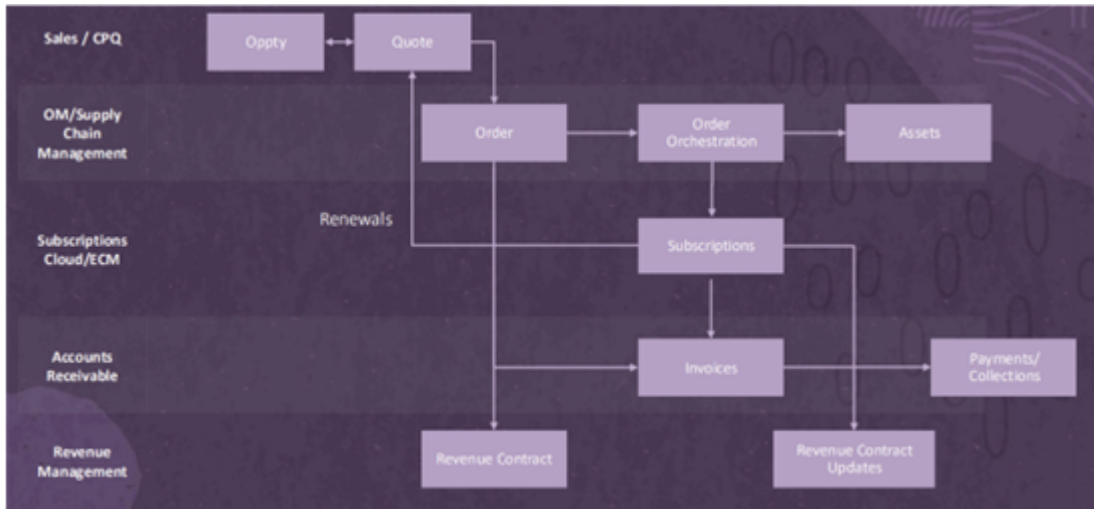 Sales / CPQ
Oppty
Quote
OM/Supply
Chain
Management
Order
Order
Orchestration
Assets
Renewals
Subscriptions
Cloud/ECM
Subscriptions
Accounts
Receivable
Invoices
Payments/
Collections
Revenue
Management
Revenue Contract
Revenue Contract
Updates